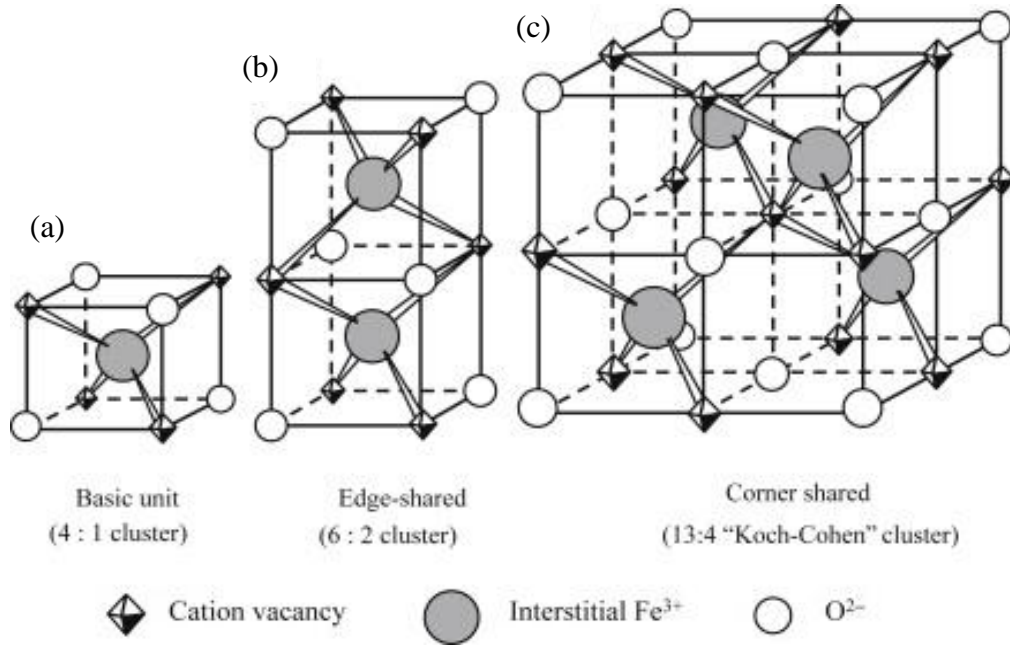 (a)
Basic unit
(4 : 1 cluster)
(b)
Edge-shared
(6 : 2 cluster)
(c)
Corner shared
(13:4 “Koch-Cohen” cluster)
Cation vacancy
Interstitial Fe³⁺
O²⁻